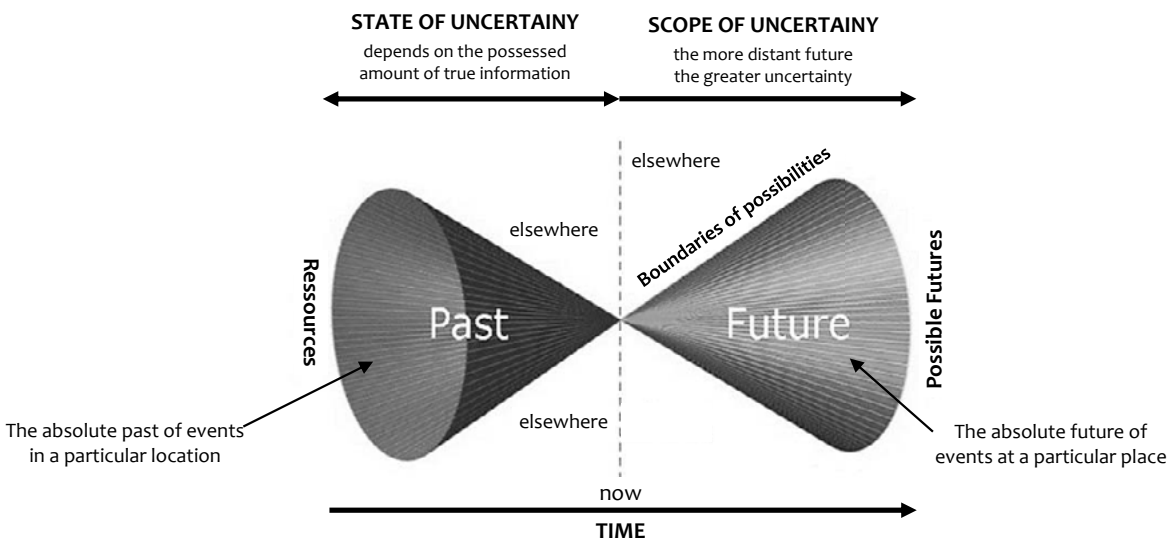 STATE OF UNCERTAINY
depends on the possessed
amount of true information
SCOPE OF UNCERTAINY
the more distant future
the greater uncertainty
elsewhere
Boundaries of possibilities
elsewhere
Ressources
Past
Future
Possible Futures
elsewhere
The absolute past of events
in a particular location
The absolute future of
events at a particular place
now
TIME